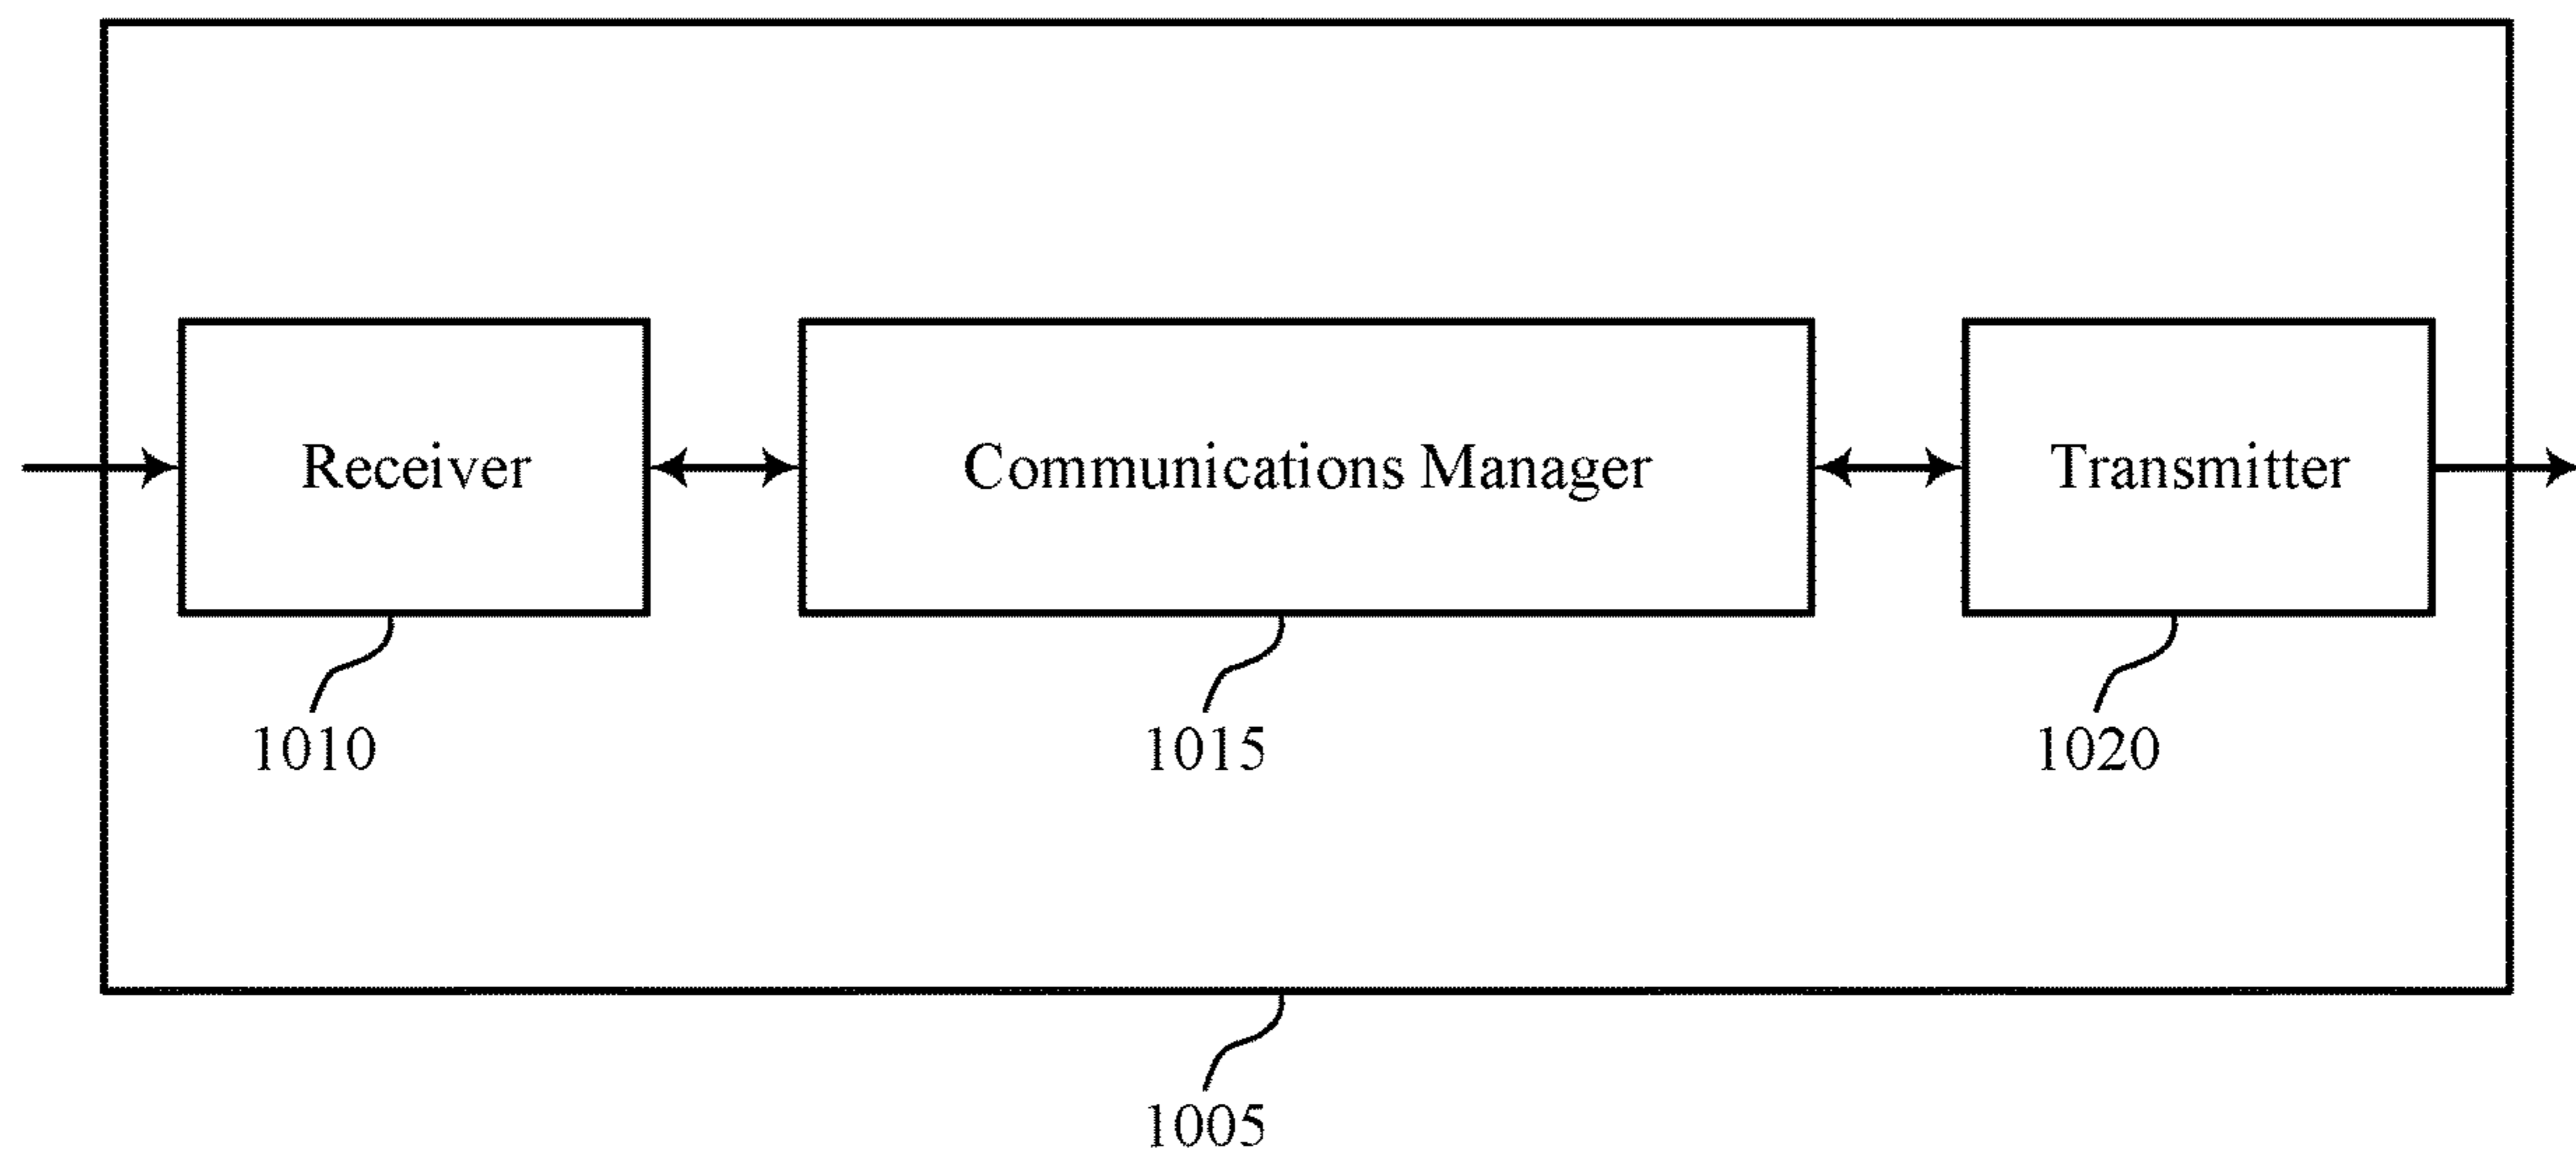 Receiver
Communications Manager
Transmitter
1010
1015
1020
1005